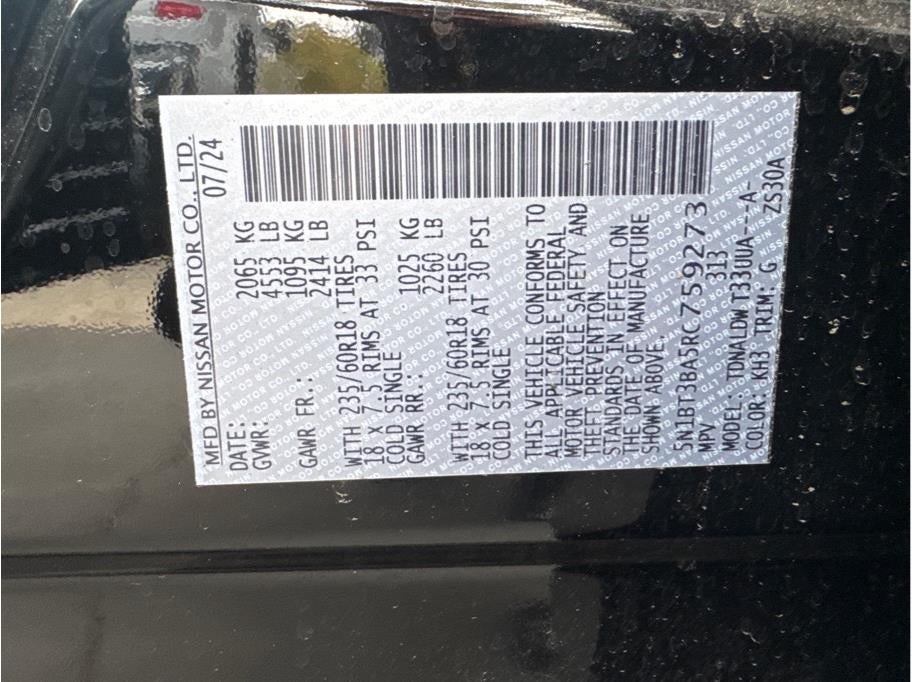 MFD BY NISSAN MOTOR CO., LTD.
DATE: 07/24
GVWR: 2065 KG
4553 LB
GAWR FR.: 1095 KG
2414 LB
WITH 235/60R18 TIRES
18 X 7.5 RIMS AT 33 PSI
COLD SINGLE
GAWR RR: 1025 KG
2260 LB
WITH 235/60R18 TIRES
18 X 7.5 RIMS AT 30 PSI
COLD SINGLE
THIS VEHICLE CONFORMS TO
ALL APPLICABLE FEDERAL
MOTOR VEHICLE SAFETY AND
THEFT PREVENTION
STANDARDS IN EFFECT ON
THE DATE OF MANUFACTURE
SHOWN ABOVE.
5N1BT3BA5RC759273
MPV 313
MODEL: TDNALDW T33UUA---A-
COLOR: KH3 TRIM: G ZS30A